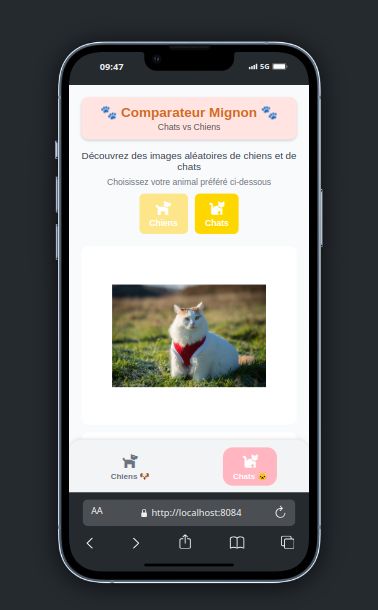 09:47
5G
🐾 Comparateur Mignon 🐾
Chats vs Chiens
Découvrez des images aléatoires de chiens et de
chats
Choisissez votre animal préféré ci-dessous
Chiens Chats
Chiens 🐶 Chats 🐱
AA http://localhost:8084